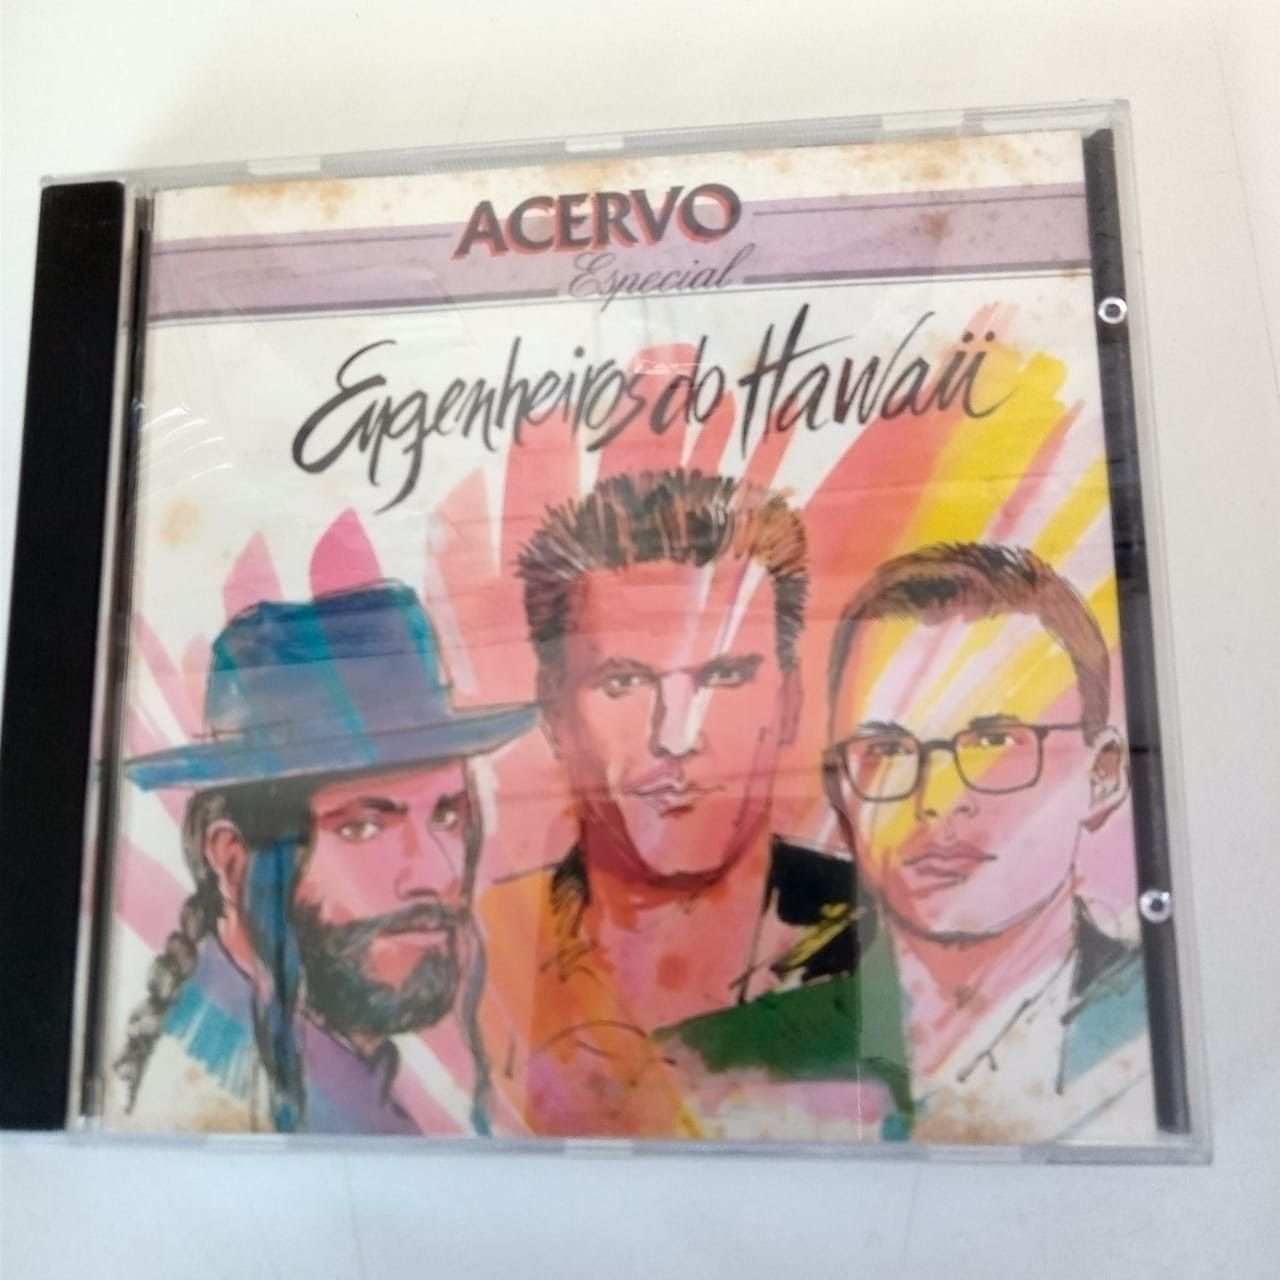 ACERVO
Especial
Engenheiros do Hawaii